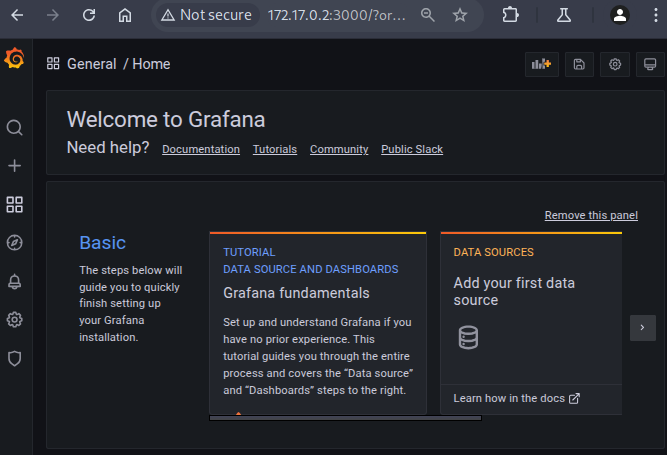 Not secure 172.17.0.2:3000/?or...
General / Home
Welcome to Grafana
Need help? Documentation Tutorials Community Public Slack
Remove this panel
Basic
The steps below will
guide you to quickly
finish setting up
your Grafana
installation.
TUTORIAL
DATA SOURCE AND DASHBOARDS
Grafana fundamentals
Set up and understand Grafana if you
have no prior experience. This
tutorial guides you through the entire
process and covers the “Data source”
and “Dashboards” steps to the right.
DATA SOURCES
Add your first data
source
Learn how in the docs